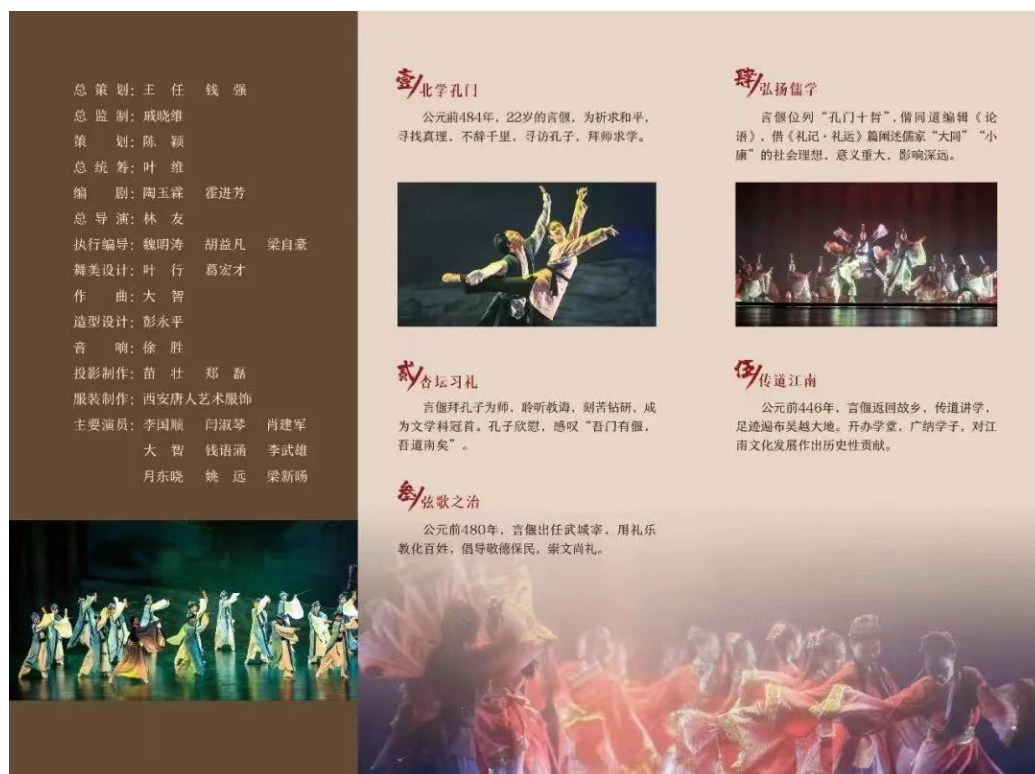 总策划：王 任 钱 强
总监制：戚晓维
策 划：陈 颖
总统筹：叶 维
编 剧：陶玉霖 霍进芳
总导演：林 友
执行编导：魏明涛 胡益凡 梁自豪
舞美设计：叶 行 葛宏才
作 曲：大 智
造型设计：彭永平
音 响：徐 胜
投影制作：苗 壮 郑 磊
服装制作：西安唐人艺术服饰
主要演员：李国顺 闫淑琴 肖建军
大 智 钱语涵 李武雄
月东晓 姚 远 梁新旸
壹/北学孔门
公元前484年，22岁的言偃，为祈求和平，
寻找真理，不辞千里，寻访孔子，拜师求学。
贰/杏坛习礼
言偃拜孔子为师，聆听教诲，刻苦钻研，成
为文学科冠首。孔子欣慰，感叹“吾门有偃，
吾道南矣”。
叁/弦歌之治
公元前480年，言偃出任武城宰，用礼乐
教化百姓，倡导敬德保民，崇文尚礼。
肆/弘扬儒学
言偃位列“孔门十哲”，偕同道编辑《论
语》，借《礼记·礼运》篇阐述儒家“大同”“小
康”的社会理想，意义重大，影响深远。
伍/传道江南
公元前446年，言偃返回故乡，传道讲学，
足迹遍布吴越大地。开办学堂，广纳学子，对江
南文化发展作出历史性贡献。